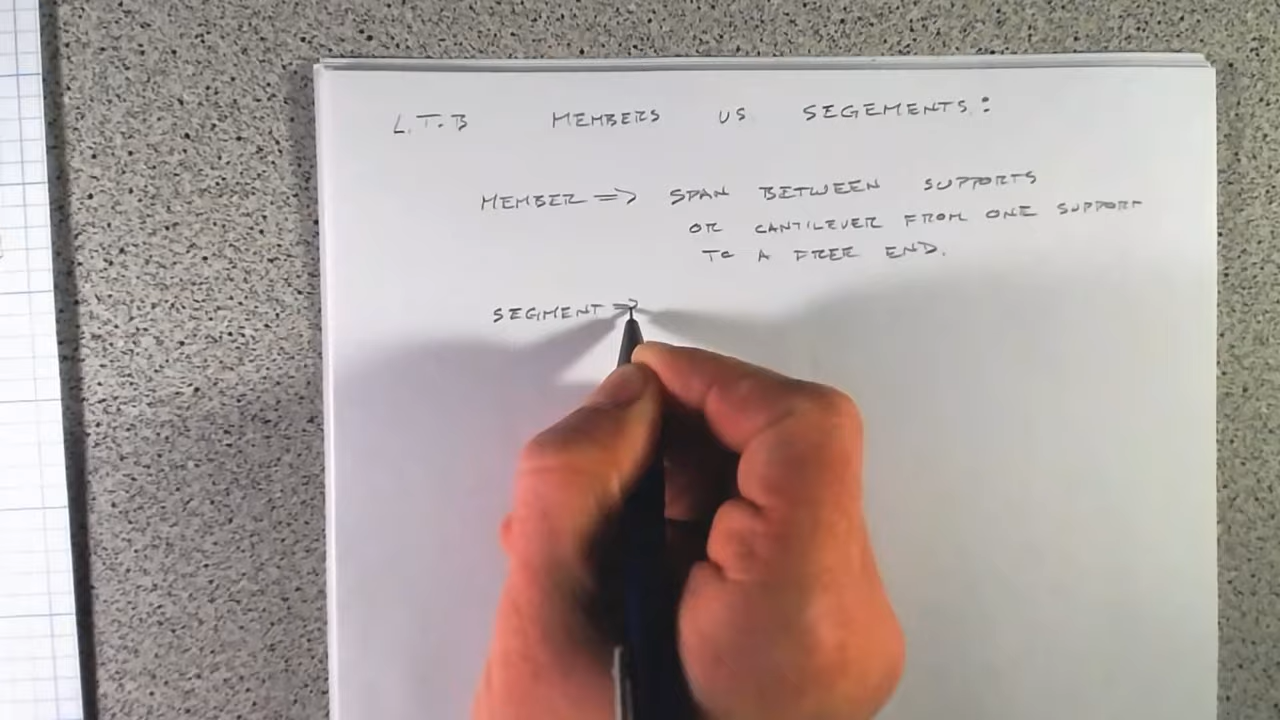 L.T.B MEMBERS VS SEGEMENTS:
MEMBER ⇒ SPAN BETWEEN SUPPORTS
OR CANTILEVER FROM ONE SUPPORT
TO A FREE END.
SEGMENT ⇒